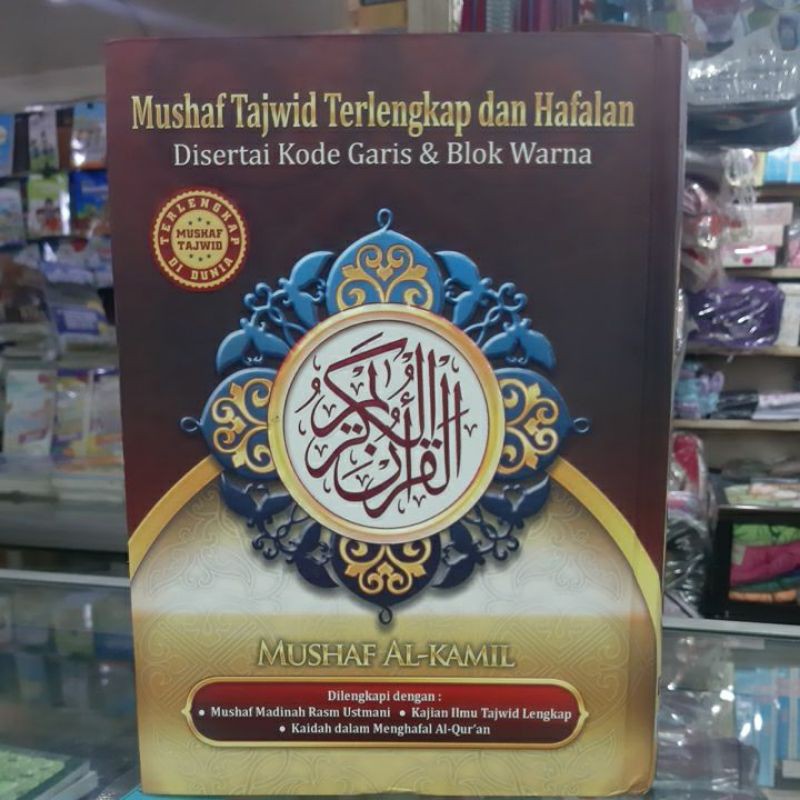 Mushaf Tajwid Terlengkap dan Hafalan
Disertai Kode Garis & Blok Warna
TERLENGKAP
MUSHAF
TAJWID
DI DUNIA
القرآن الكريم
MUSHAF AL-KAMIL
Dilengkapi dengan :
• Mushaf Madinah Rasm Ustmani • Kajian Ilmu Tajwid Lengkap
• Kaidah dalam Menghafal Al-Qur'an